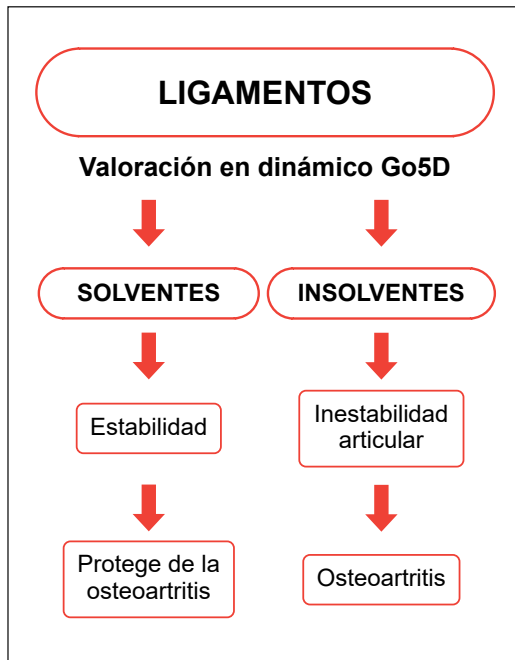 LIGAMENTOS
Valoración en dinámico Go5D
SOLVENTES
INSOLVENTES
Estabilidad
Inestabilidad
articular
Protege de la
osteoartritis
Osteoartritis